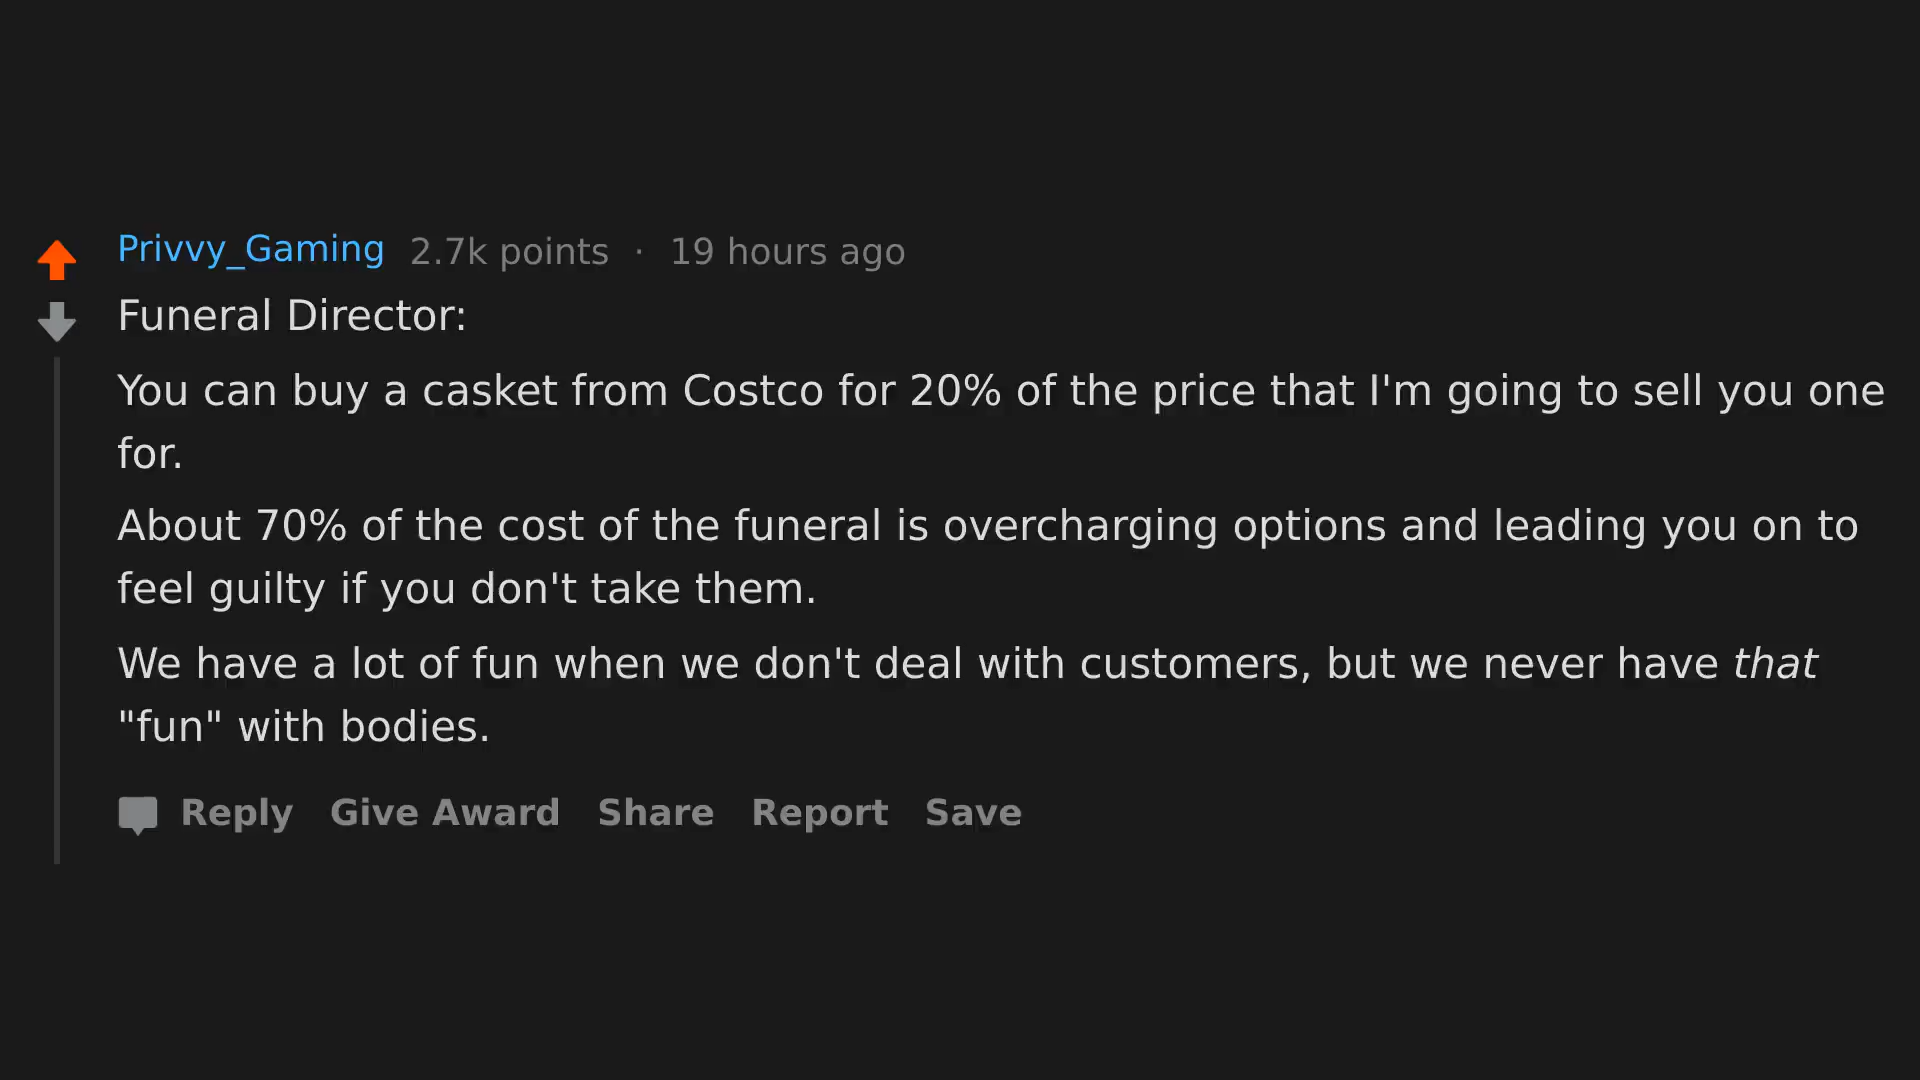 Privvy_Gaming 2.7k points · 19 hours ago
Funeral Director:
You can buy a casket from Costco for 20% of the price that I'm going to sell you one
for.
About 70% of the cost of the funeral is overcharging options and leading you on to
feel guilty if you don't take them.
We have a lot of fun when we don't deal with customers, but we never have that
"fun" with bodies.
Reply Give Award Share Report Save